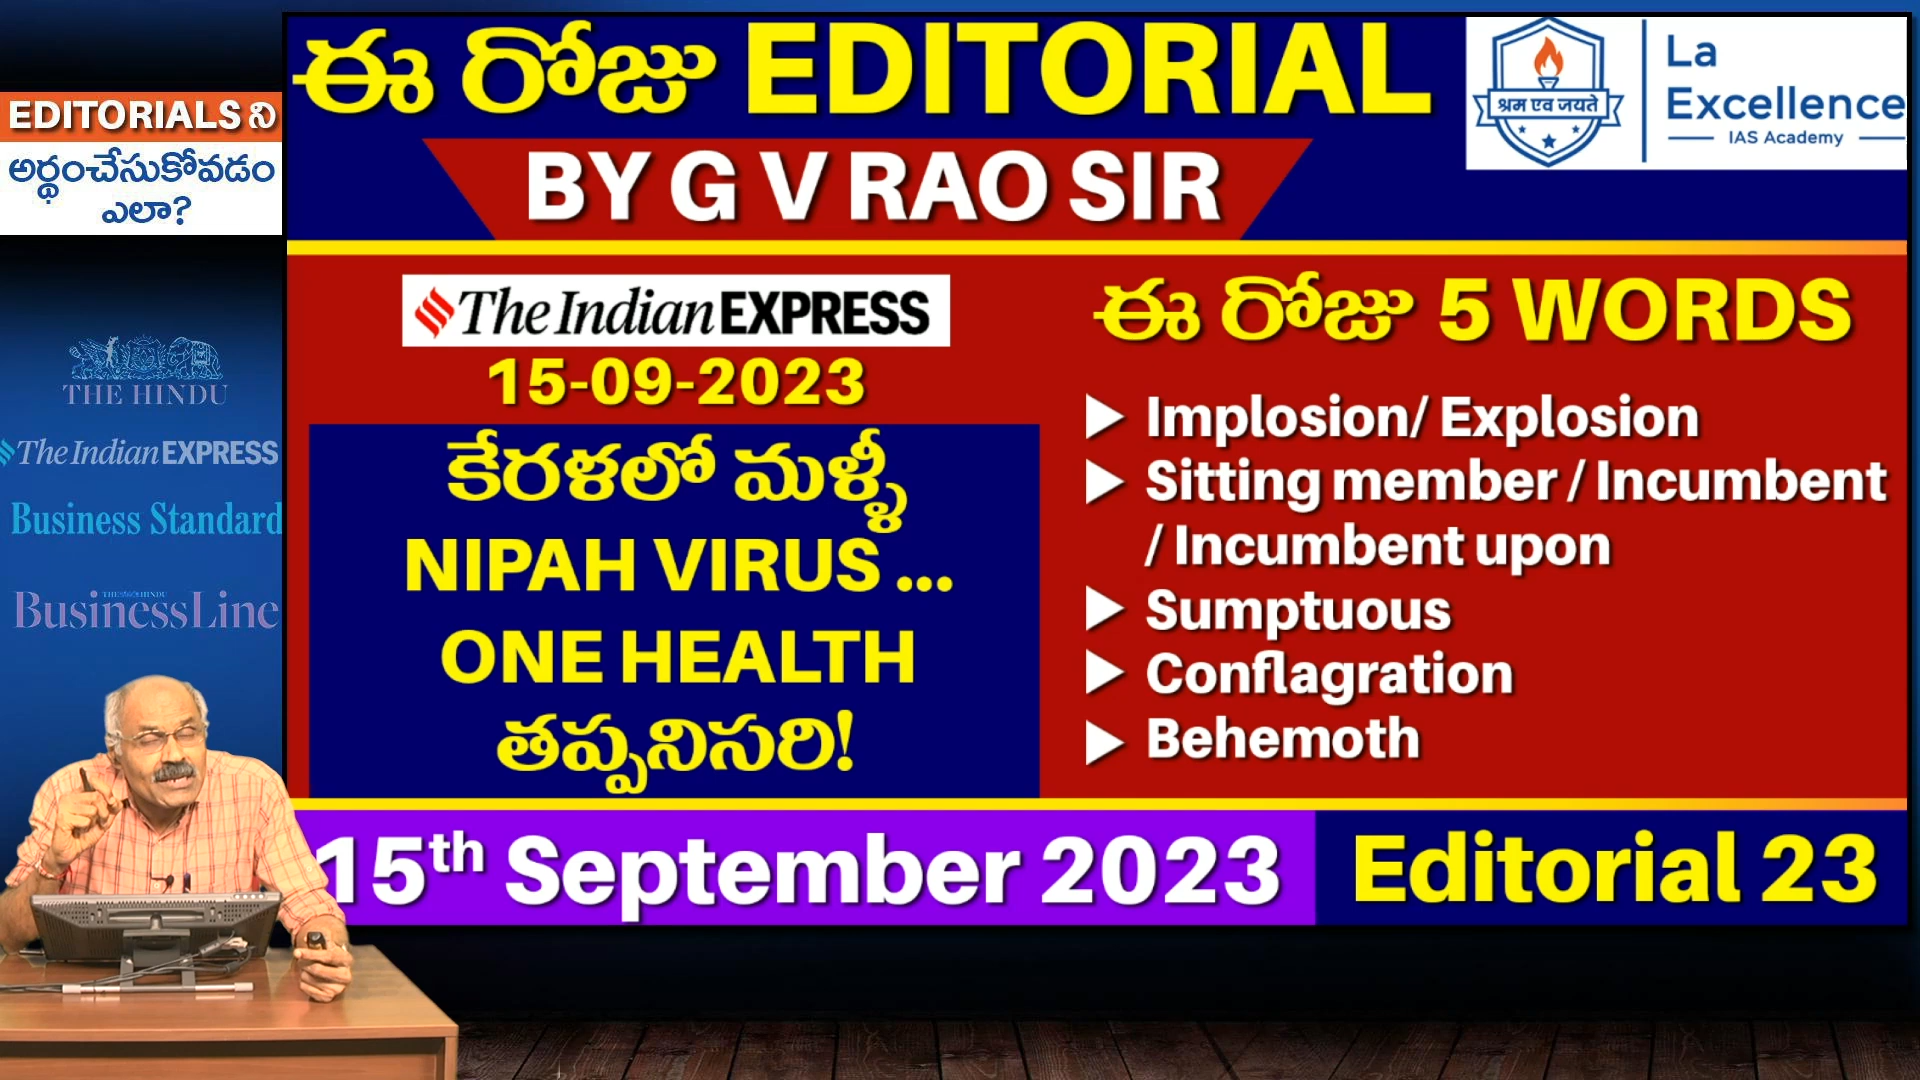 EDITORIALS ని
అర్థంచేసుకోవడం
ఎలా?
THE HINDU
The Indian EXPRESS
Business Standard
THE HINDU
BusinessLine
ఈ రోజు EDITORIAL
BY G V RAO SIR
श्रम एव जयते
La
Excellence
IAS Academy
The Indian EXPRESS
15-09-2023
కేరళలో మళ్ళీ
NIPAH VIRUS ...
ONE HEALTH
తప్పనిసరి!
ఈ రోజు 5 WORDS
Implosion/ Explosion
Sitting member / Incumbent
/ Incumbent upon
Sumptuous
Conflagration
Behemoth
15th September 2023
Editorial 23